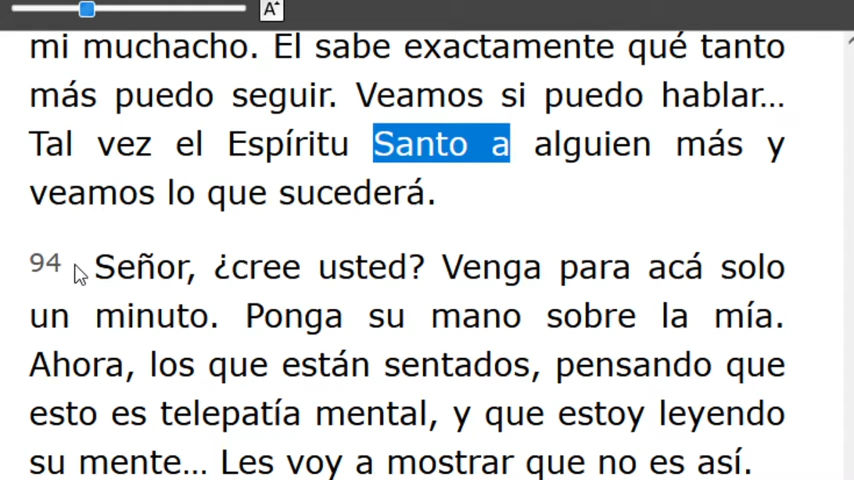 A
mi muchacho. El sabe exactamente qué tanto
más puedo seguir. Veamos si puedo hablar...
Tal vez el Espíritu Santo a alguien más y
veamos lo que sucederá.
94 Señor, ¿cree usted? Venga para acá solo
un minuto. Ponga su mano sobre la mía.
Ahora, los que están sentados, pensando que
esto es telepatía mental, y que estoy leyendo
su mente... Les voy a mostrar que no es así.